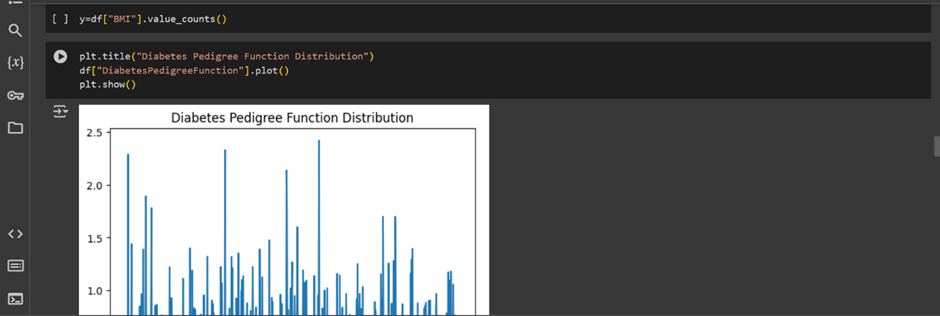 [ ] y=df["BMI"].value_counts()
plt.title("Diabetes Pedigree Function Distribution")
df["DiabetesPedigreeFunction"].plot()
plt.show()
{x}
Diabetes Pedigree Function Distribution
2.5
2.0
1.5
1.0
<>